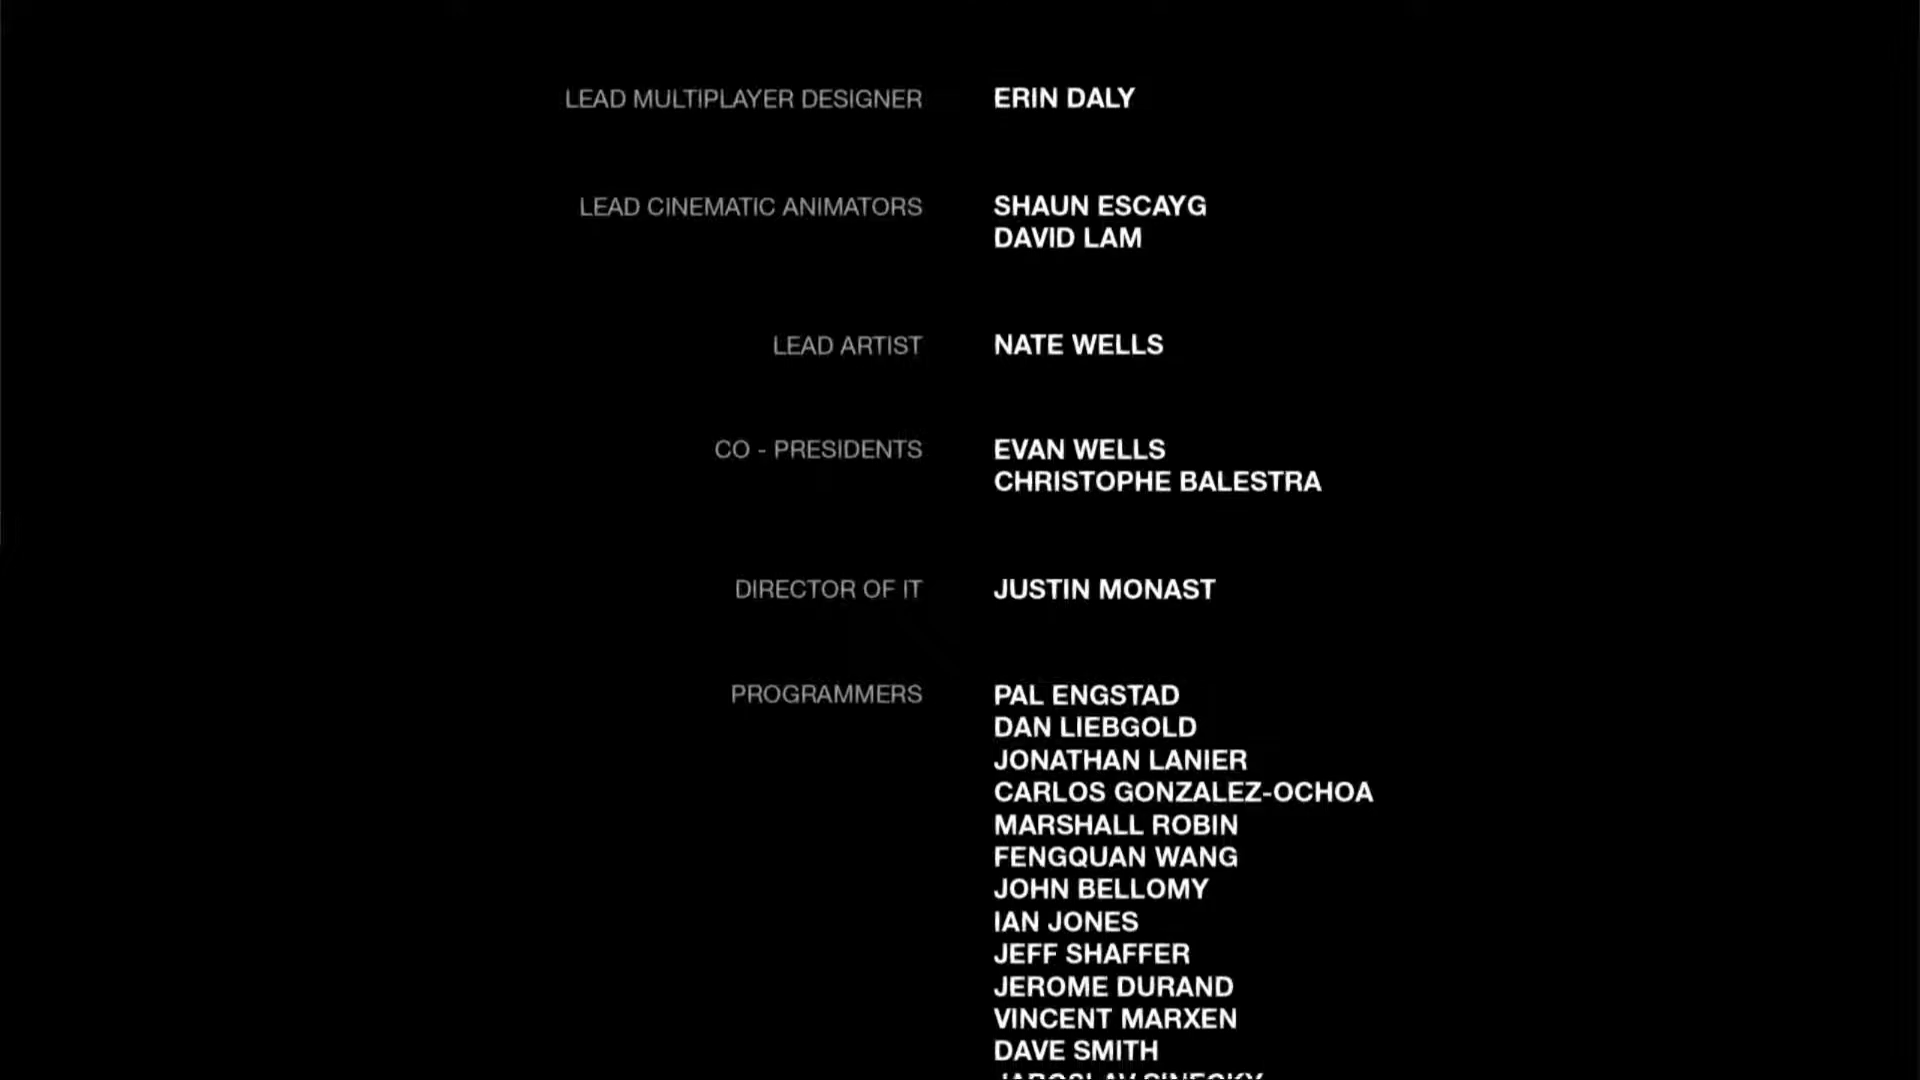 LEAD MULTIPLAYER DESIGNER ERIN DALY
LEAD CINEMATIC ANIMATORS SHAUN ESCAYG
DAVID LAM
LEAD ARTIST NATE WELLS
CO - PRESIDENTS EVAN WELLS
CHRISTOPHE BALESTRA
DIRECTOR OF IT JUSTIN MONAST
PROGRAMMERS PAL ENGSTAD
DAN LIEBGOLD
JONATHAN LANIER
CARLOS GONZALEZ-OCHOA
MARSHALL ROBIN
FENGQUAN WANG
JOHN BELLOMY
IAN JONES
JEFF SHAFFER
JEROME DURAND
VINCENT MARXEN
DAVE SMITH